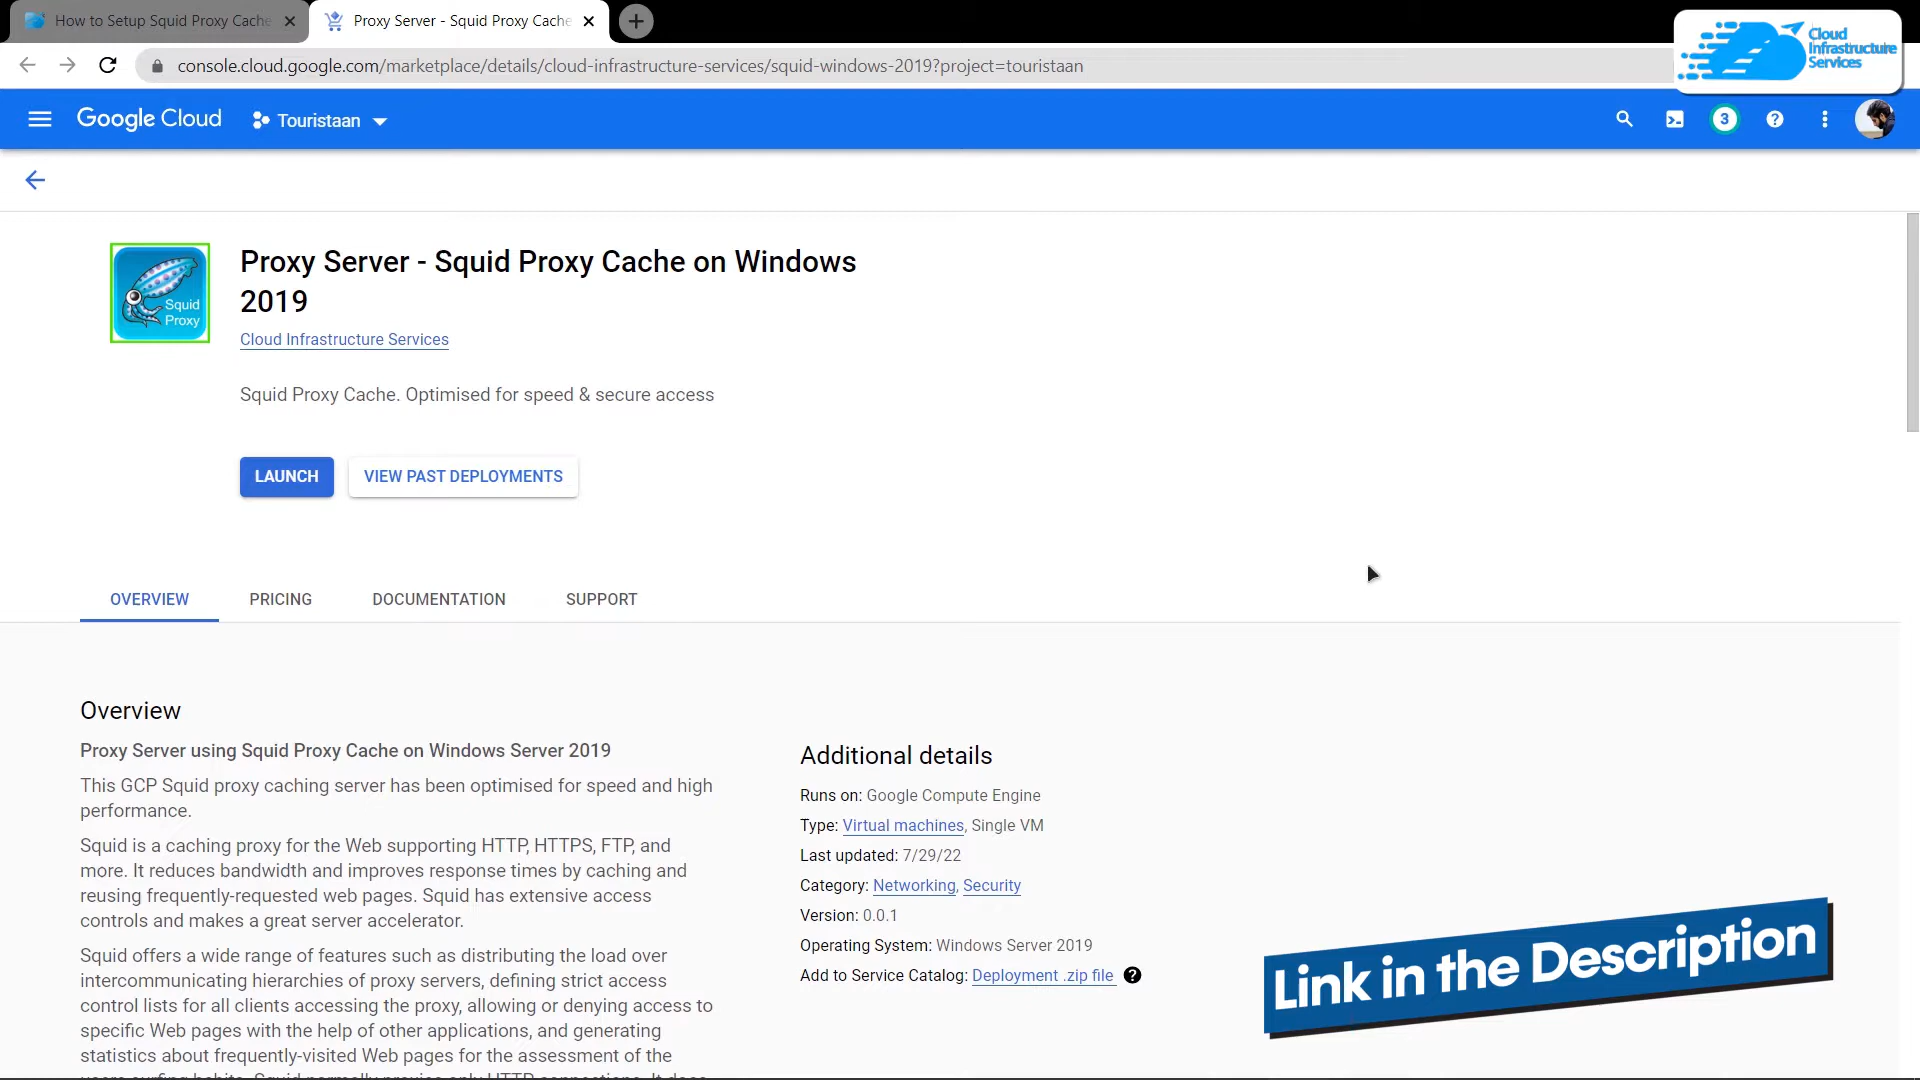 How to Setup Squid Proxy Cache
Proxy Server - Squid Proxy Cache
console.cloud.google.com/marketplace/details/cloud-infrastructure-services/squid-windows-2019?project=touristaan
Cloud
Infrastructure
Services
Google Cloud
Touristaan
3
Squid
Proxy
Proxy Server - Squid Proxy Cache on Windows
2019
Cloud Infrastructure Services
Squid Proxy Cache. Optimised for speed & secure access
LAUNCH
VIEW PAST DEPLOYMENTS
OVERVIEW
PRICING
DOCUMENTATION
SUPPORT
Overview
Proxy Server using Squid Proxy Cache on Windows Server 2019
This GCP Squid proxy caching server has been optimised for speed and high
performance.
Squid is a caching proxy for the Web supporting HTTP, HTTPS, FTP, and
more. It reduces bandwidth and improves response times by caching and
reusing frequently-requested web pages. Squid has extensive access
controls and makes a great server accelerator.
Squid offers a wide range of features such as distributing the load over
intercommunicating hierarchies of proxy servers, defining strict access
control lists for all clients accessing the proxy, allowing or denying access to
specific Web pages with the help of other applications, and generating
statistics about frequently-visited Web pages for the assessment of the
Additional details
Runs on: Google Compute Engine
Type: Virtual machines, Single VM
Last updated: 7/29/22
Category: Networking, Security
Version: 0.0.1
Operating System: Windows Server 2019
Add to Service Catalog: Deployment .zip file
Link in the Description